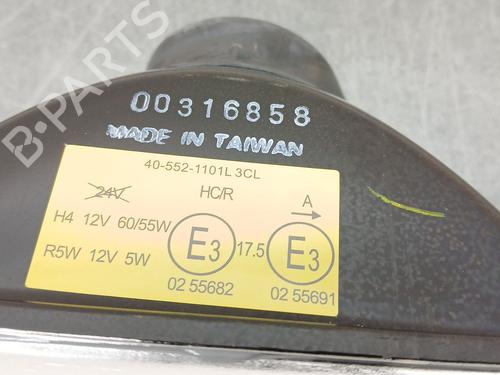 00316858
MADE IN TAIWAN
40-552-1101L 3CL
24V HC/R A
H4 12V 60/55W
E3 17.5 E3
R5W 12V 5W
02 55682 02 55691
B-PARTS